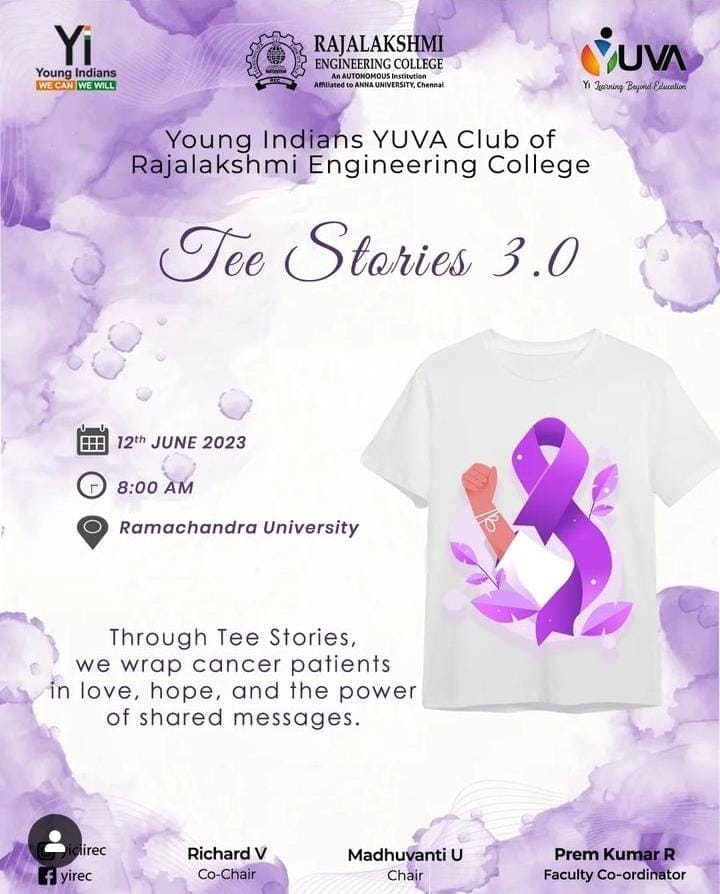 Yi
Young Indians
WE CAN WE WILL
RAJALAKSHMI
ENGINEERING COLLEGE
An AUTONOMOUS Institution
Affiliated to ANNA UNIVERSITY, Chennai
REC
YUVA
Yi Learning Beyond Education
Young Indians YUVA Club of
Rajalakshmi Engineering College
Tee Stories 3.0
12th JUNE 2023
8:00 AM
Ramachandra University
Through Tee Stories,
we wrap cancer patients
in love, hope, and the power
of shared messages.
yirec
Richard V
Co-Chair
Madhuvanti U
Chair
Prem Kumar R
Faculty Co-ordinator